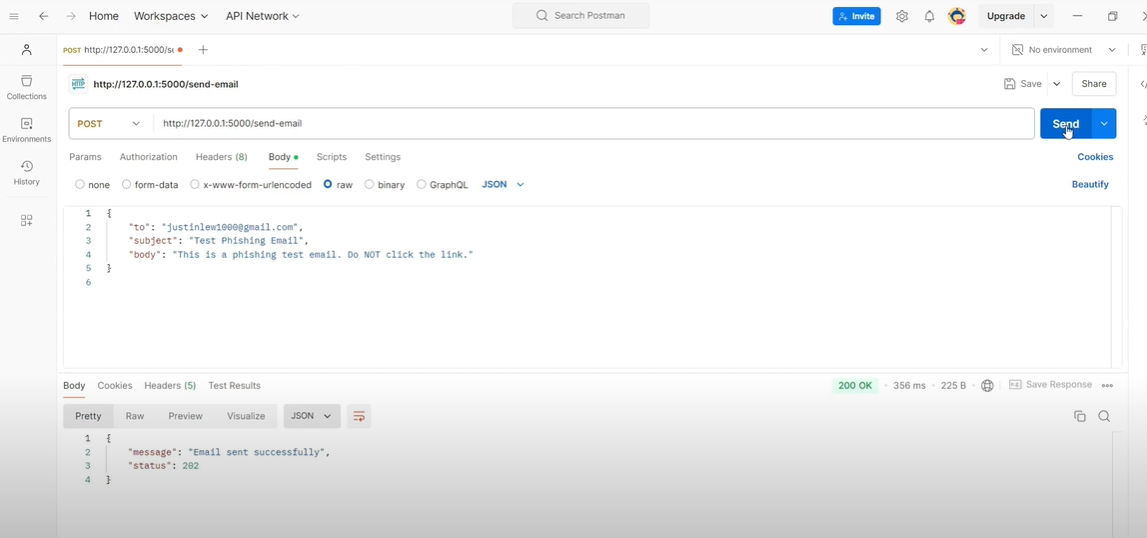 Home Workspaces API Network Search Postman Invite Upgrade
POST http://127.0.0.1:5000/se No environment
HTTP http://127.0.0.1:5000/send-email Save Share
Collections
Environments
History
POST http://127.0.0.1:5000/send-email Send
Params Authorization Headers (8) Body Scripts Settings Cookies
none form-data x-www-form-urlencoded raw binary GraphQL JSON Beautify
1 {
2 "to": "justinlew1000@gmail.com",
3 "subject": "Test Phishing Email",
4 "body": "This is a phishing test email. Do NOT click the link."
5 }
6
Body Cookies Headers (5) Test Results 200 OK 356 ms 225 B Save Response
Pretty Raw Preview Visualize JSON
1 {
2 "message": "Email sent successfully",
3 "status": 202
4 }